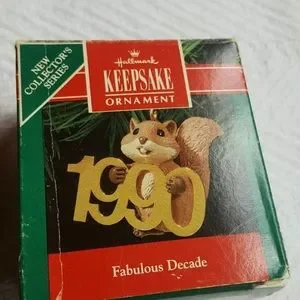 NEW
COLLECTOR'S
SERIES
Hallmark
KEEPSAKE
ORNAMENT
1990
Fabulous Decade